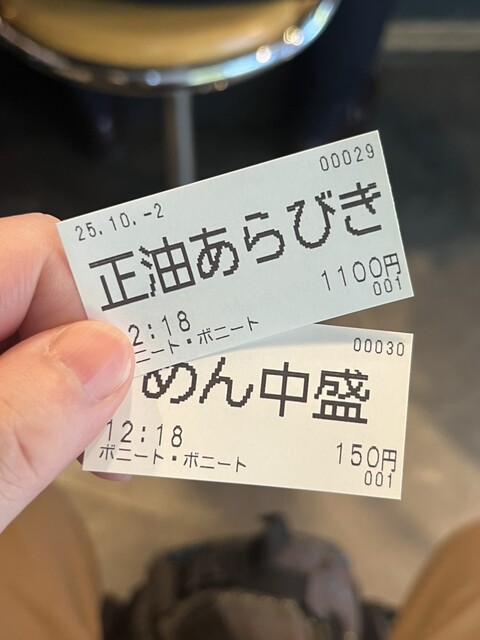 00029
25.10.-2
正油あらびき
1100円
001
2:18
ニート・ボニート
00030
めん中盛
12:18
150円
ボニート・ボニート
001